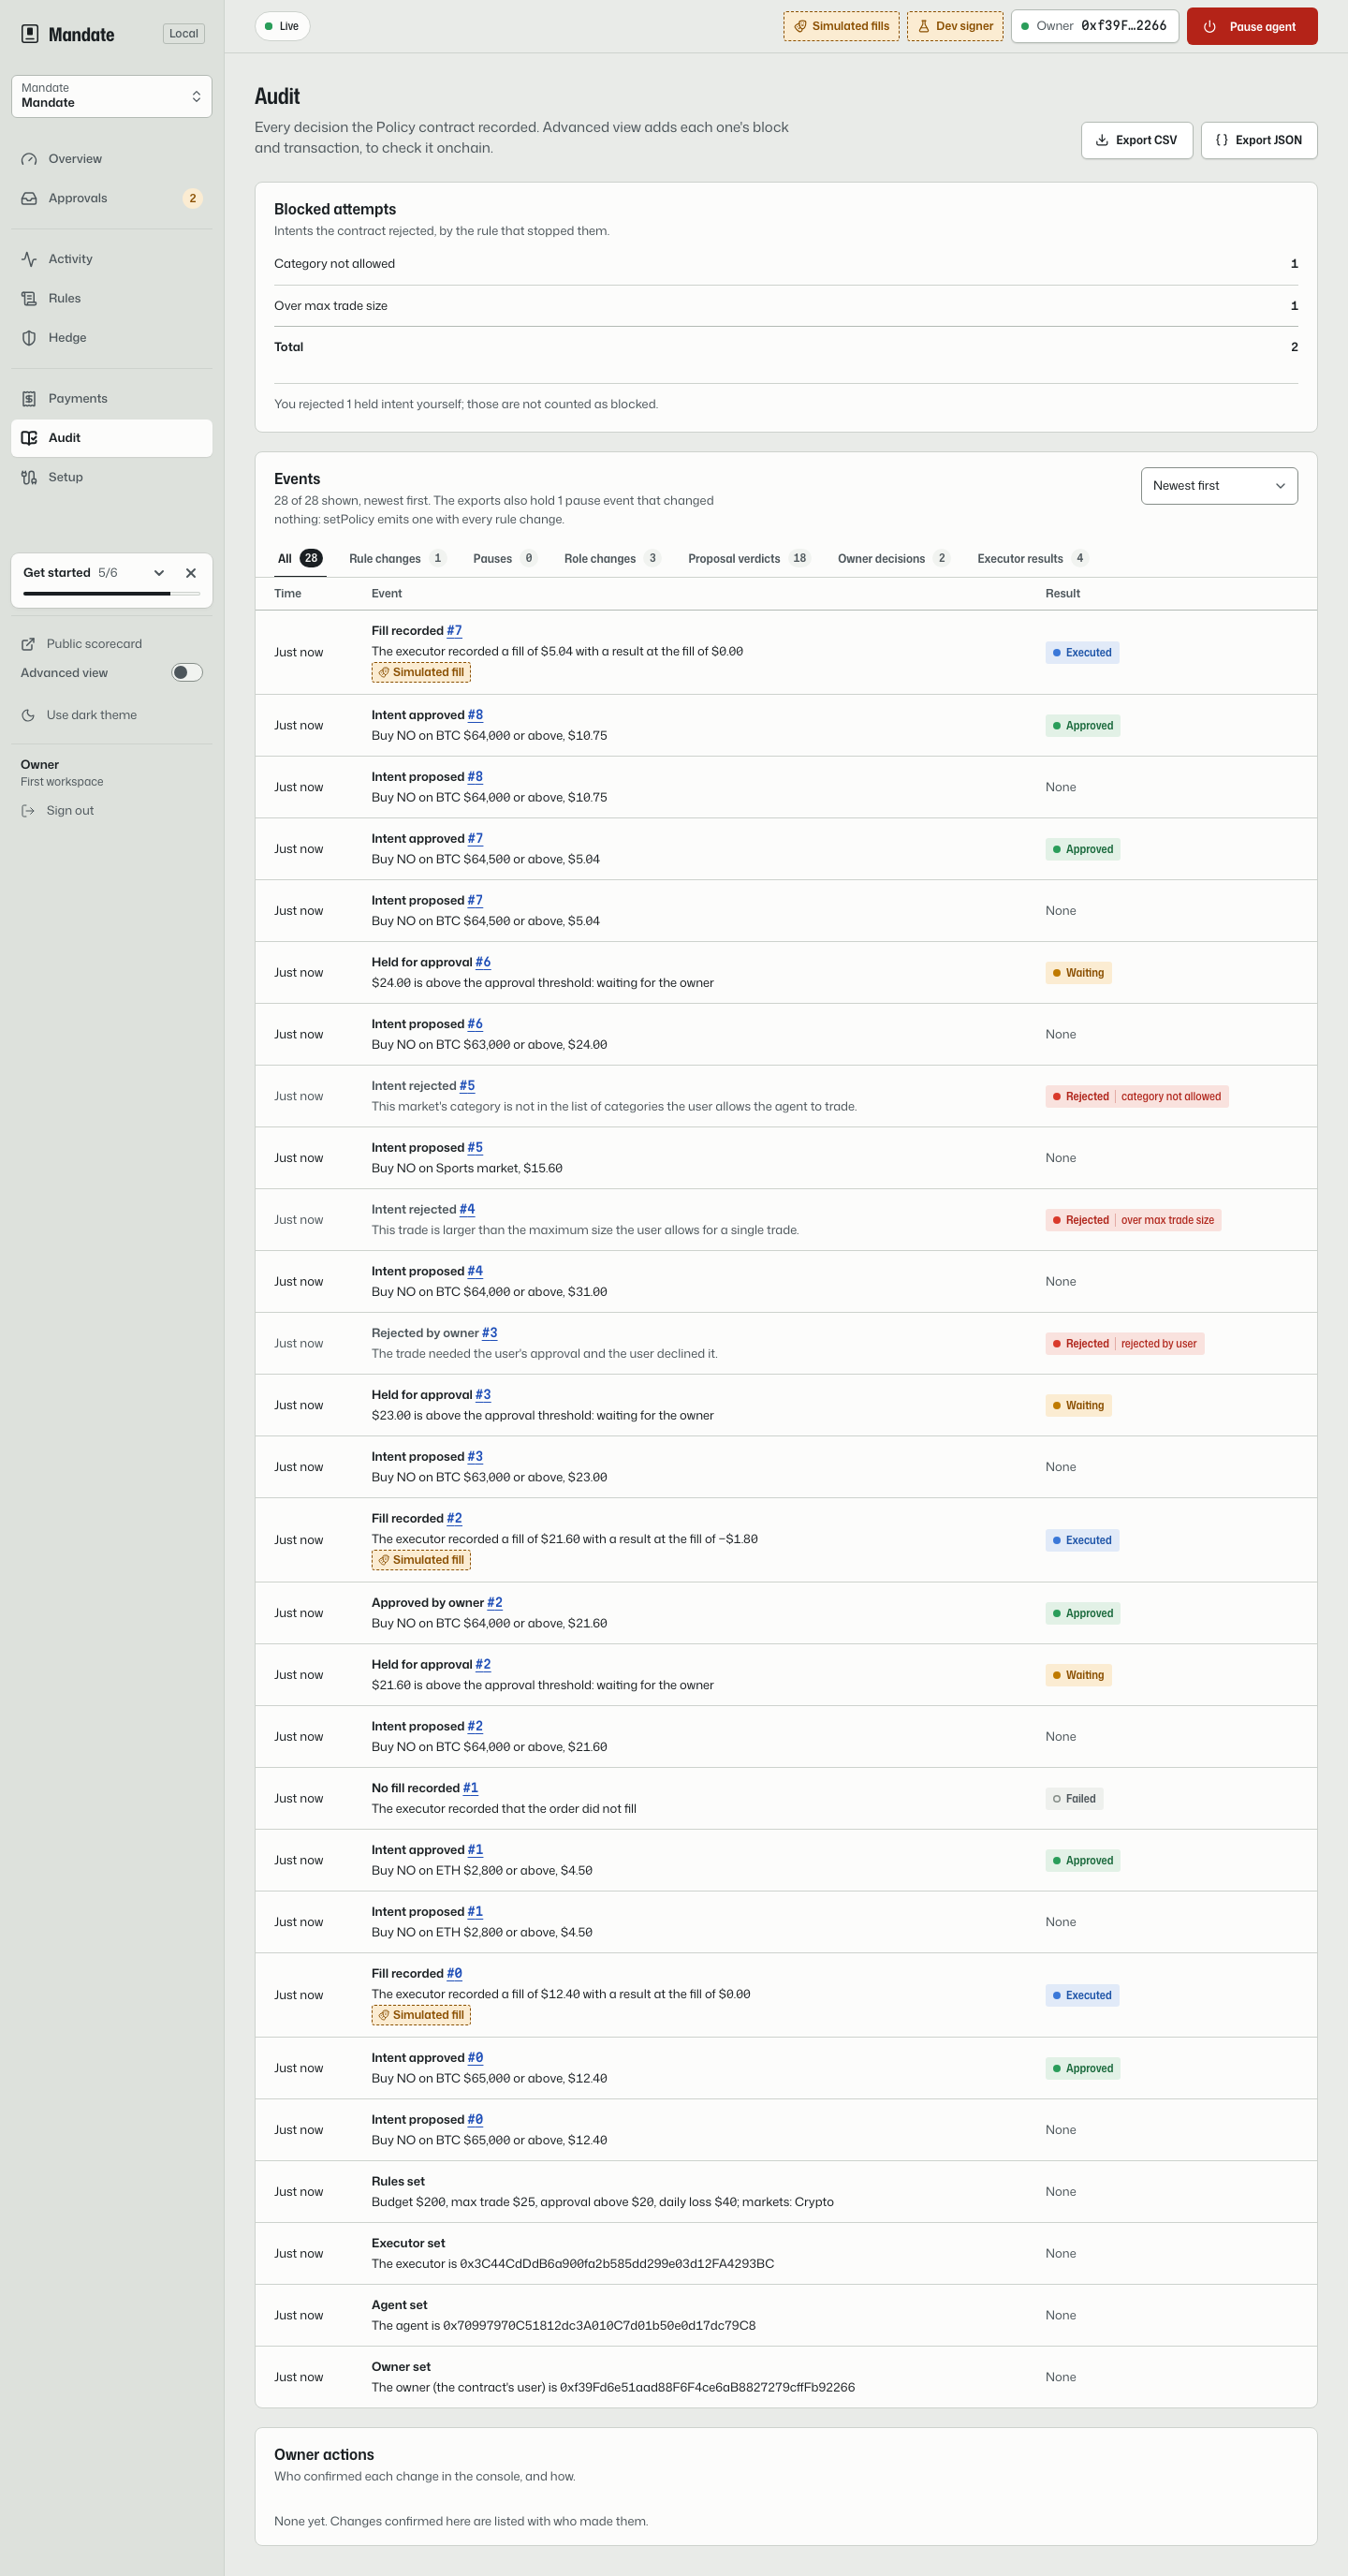 Mandate
Local
Mandate
Mandate
Overview
Approvals 2
Activity
Rules
Hedge
Payments
Audit
Setup
Get started 5/6
Public scorecard
Advanced view
Use dark theme
Owner
First workspace
Sign out
Live
Simulated fills
Dev signer
Owner 0xf39F…2266
Pause agent
Audit
Every decision the Policy contract recorded. Advanced view adds each one's block
and transaction, to check it onchain.
Export CSV
Export JSON
Blocked attempts
Intents the contract rejected, by the rule that stopped them.
Category not allowed 1
Over max trade size 1
Total 2
You rejected 1 held intent yourself; those are not counted as blocked.
Events
28 of 28 shown, newest first. The exports also hold 1 pause event that changed
nothing: setPolicy emits one with every rule change.
Newest first
All 28 Rule changes 1 Pauses 0 Role changes 3 Proposal verdicts 18 Owner decisions 2 Executor results 4
Time Event Result
Fill recorded #7
Just now The executor recorded a fill of $5.04 with a result at the fill of $0.00 Executed
Simulated fill
Intent approved #8
Just now Approved
Buy NO on BTC $64,000 or above, $10.75
Intent proposed #8
Just now None
Buy NO on BTC $64,000 or above, $10.75
Intent approved #7
Just now Approved
Buy NO on BTC $64,500 or above, $5.04
Intent proposed #7
Just now None
Buy NO on BTC $64,500 or above, $5.04
Held for approval #6
Just now Waiting
$24.00 is above the approval threshold: waiting for the owner
Intent proposed #6
Just now None
Buy NO on BTC $63,000 or above, $24.00
Intent rejected #5
Just now Rejected category not allowed
This market's category is not in the list of categories the user allows the agent to trade.
Intent proposed #5
Just now None
Buy NO on Sports market, $15.60
Intent rejected #4
Just now Rejected over max trade size
This trade is larger than the maximum size the user allows for a single trade.
Intent proposed #4
Just now None
Buy NO on BTC $64,000 or above, $31.00
Rejected by owner #3
Just now Rejected rejected by user
The trade needed the user's approval and the user declined it.
Held for approval #3
Just now Waiting
$23.00 is above the approval threshold: waiting for the owner
Intent proposed #3
Just now None
Buy NO on BTC $63,000 or above, $23.00
Fill recorded #2
Just now The executor recorded a fill of $21.60 with a result at the fill of −$1.80 Executed
Simulated fill
Approved by owner #2
Just now Approved
Buy NO on BTC $64,000 or above, $21.60
Held for approval #2
Just now Waiting
$21.60 is above the approval threshold: waiting for the owner
Intent proposed #2
Just now None
Buy NO on BTC $64,000 or above, $21.60
No fill recorded #1
Just now Failed
The executor recorded that the order did not fill
Intent approved #1
Just now Approved
Buy NO on ETH $2,800 or above, $4.50
Intent proposed #1
Just now None
Buy NO on ETH $2,800 or above, $4.50
Fill recorded #0
Just now The executor recorded a fill of $12.40 with a result at the fill of $0.00 Executed
Simulated fill
Intent approved #0
Just now Approved
Buy NO on BTC $65,000 or above, $12.40
Intent proposed #0
Just now None
Buy NO on BTC $65,000 or above, $12.40
Rules set
Just now None
Budget $200, max trade $25, approval above $20, daily loss $40; markets: Crypto
Executor set
Just now None
The executor is 0x3C44CdDdB6a900fa2b585dd299e03d12FA4293BC
Agent set
Just now None
The agent is 0x70997970C51812dc3A010C7d01b50e0d17dc79C8
Owner set
Just now None
The owner (the contract's user) is 0xf39Fd6e51aad88F6F4ce6aB8827279cffFb92266
Owner actions
Who confirmed each change in the console, and how.
None yet. Changes confirmed here are listed with who made them.